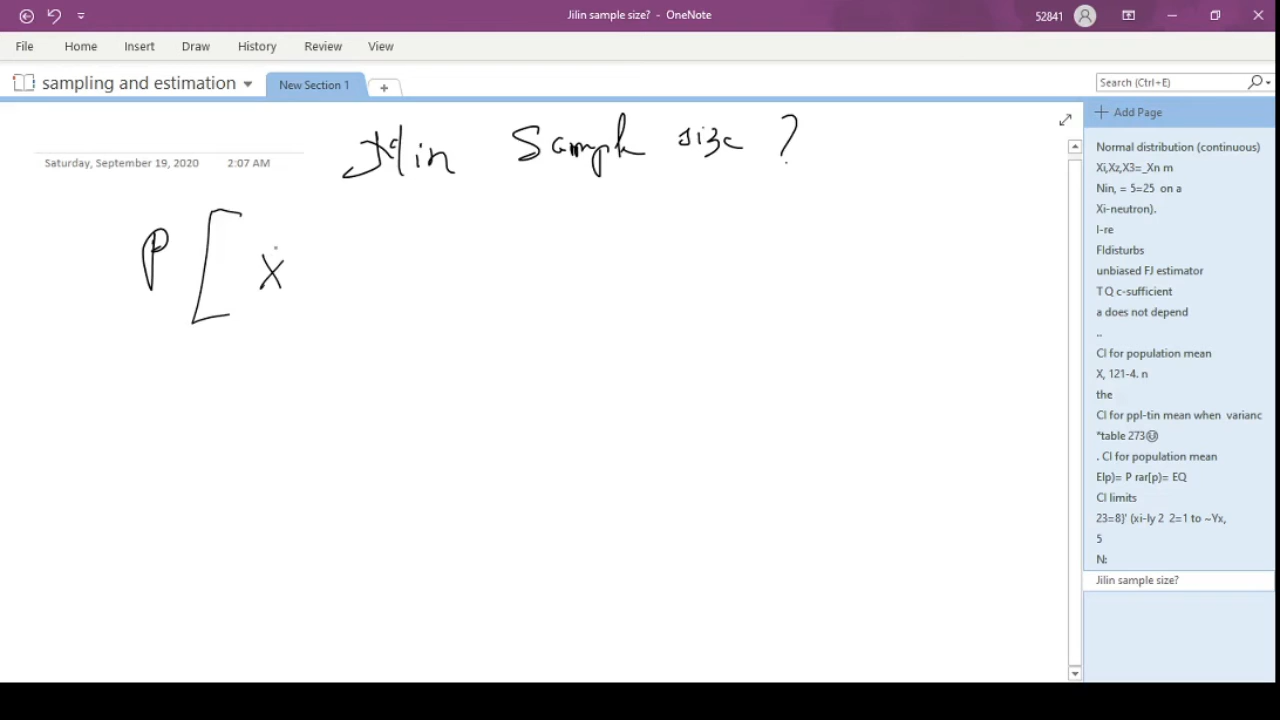 Jilin sample size? - OneNote
52841
File Home Insert Draw History Review View
sampling and estimation
New Section 1
+
Search (Ctrl+E)
Add Page
Saturday, September 19, 2020 2:07 AM
Min Sample size ?
P [ X
Normal distribution (continuous)
Xi,Xz,X3=_Xn m
Nin, = 5=25 on a
Xi-neutron).
I-re
FIdisturbs
unbiased FJ estimator
T Q c-sufficient
a does not depend
..
CI for population mean
X, 121-4. n
the
CI for ppl-tin mean when varianc
*table 273☺
. CI for population mean
EIp)= P rar[p)= EQ
CI limits
23=8)' (xi-ly 2 2=1 to ~Yx,
5
N:
Jilin sample size?